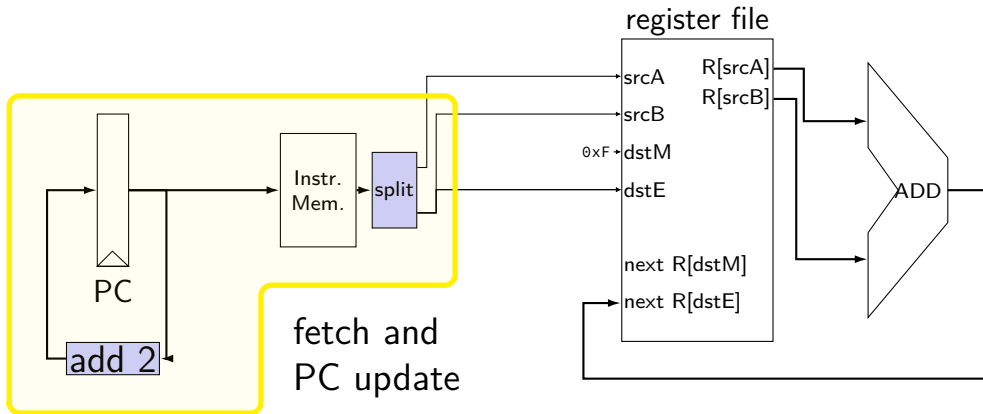 register file
srcA
srcB
0xF
dstM
dstE
next R[dstM]
next R[dstE]
R[srcA]
R[srcB]
ADD
Instr.
Mem.
split
PC
add 2
fetch and
PC update